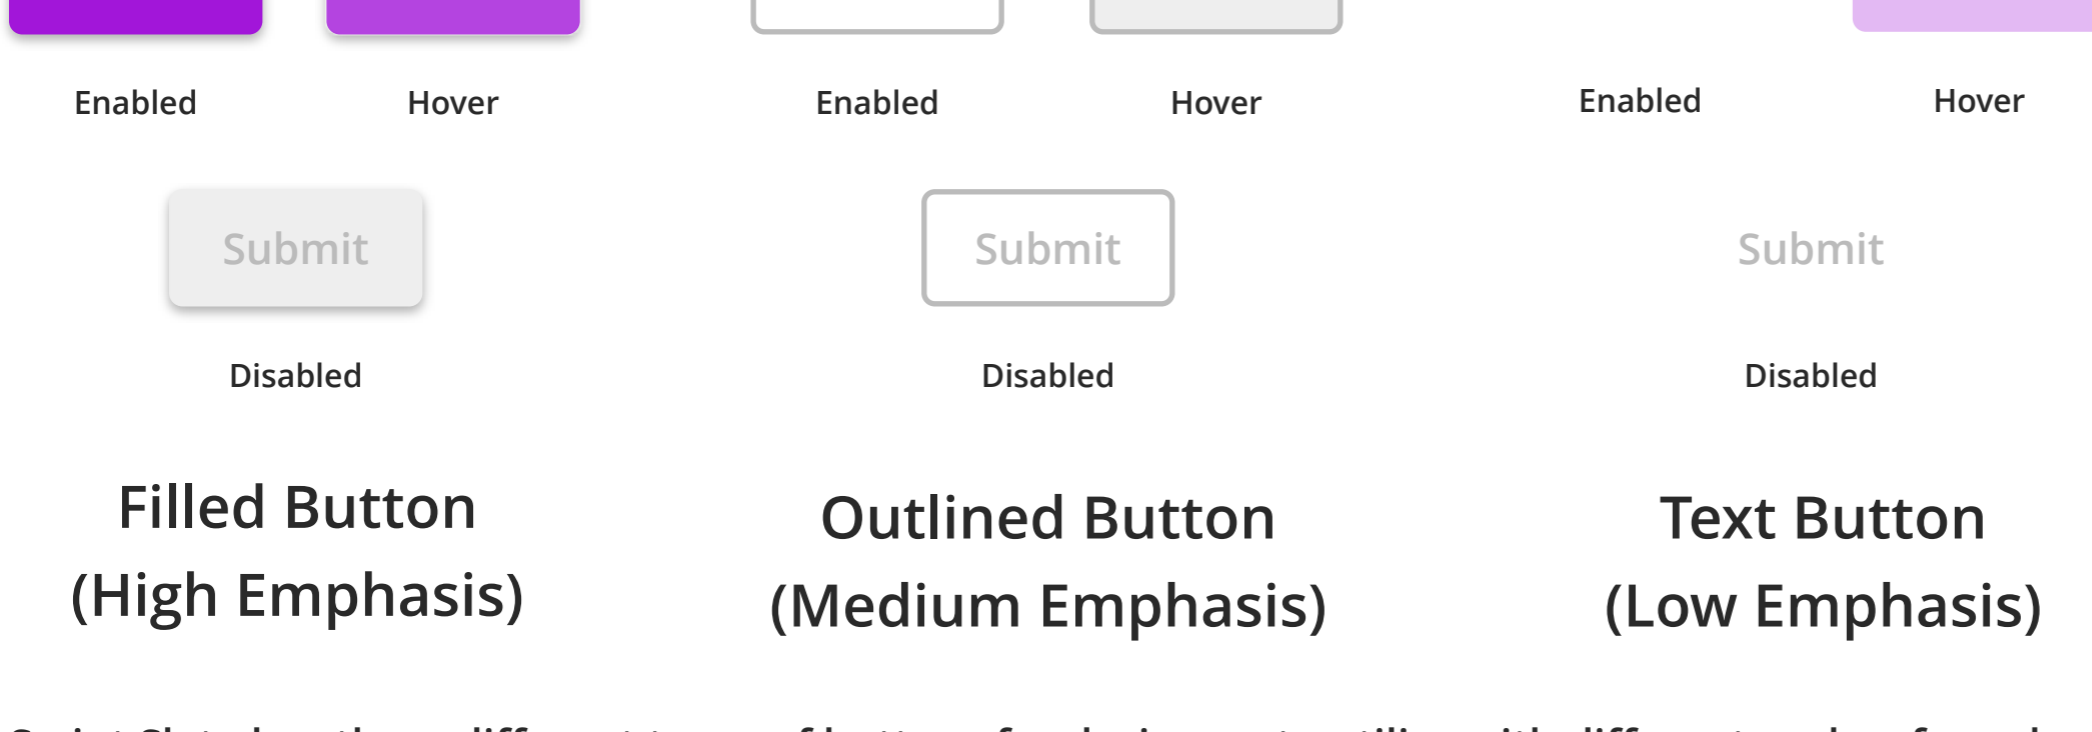 Enabled Hover Enabled Hover Enabled Hover
Submit Submit Submit
Disabled Disabled Disabled
Filled Button
(High Emphasis)
Outlined Button
(Medium Emphasis)
Text Button
(Low Emphasis)